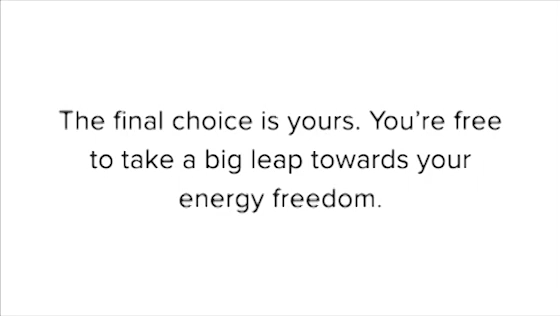 The final choice is yours. You’re free
to take a big leap towards your
energy freedom.